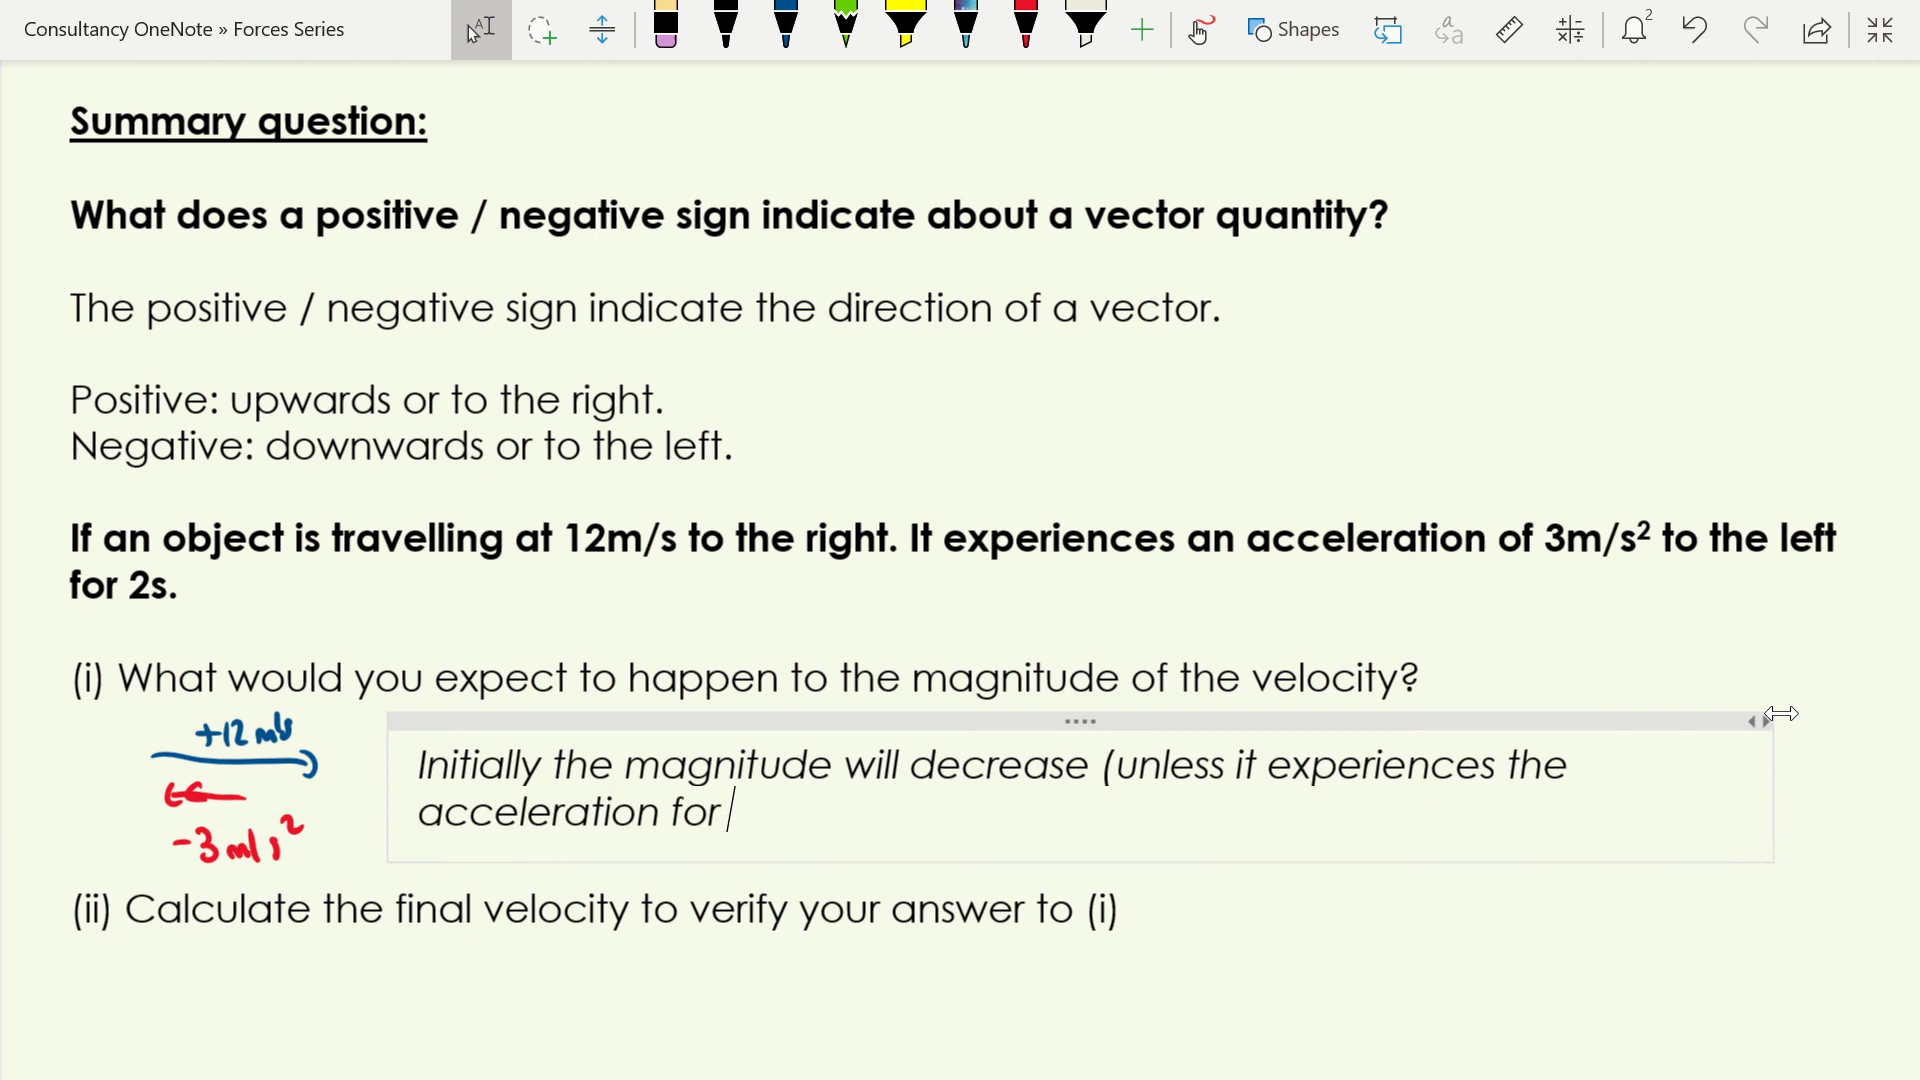 Consultancy OneNote » Forces Series
Shapes
2
Summary question:
What does a positive / negative sign indicate about a vector quantity?
The positive / negative sign indicate the direction of a vector.
Positive: upwards or to the right.
Negative: downwards or to the left.
If an object is travelling at 12m/s to the right. It experiences an acceleration of 3m/s² to the left
for 2s.
(i) What would you expect to happen to the magnitude of the velocity?
+12 m/s
-3 m/s²
Initially the magnitude will decrease (unless it experiences the
acceleration for
(ii) Calculate the final velocity to verify your answer to (i)